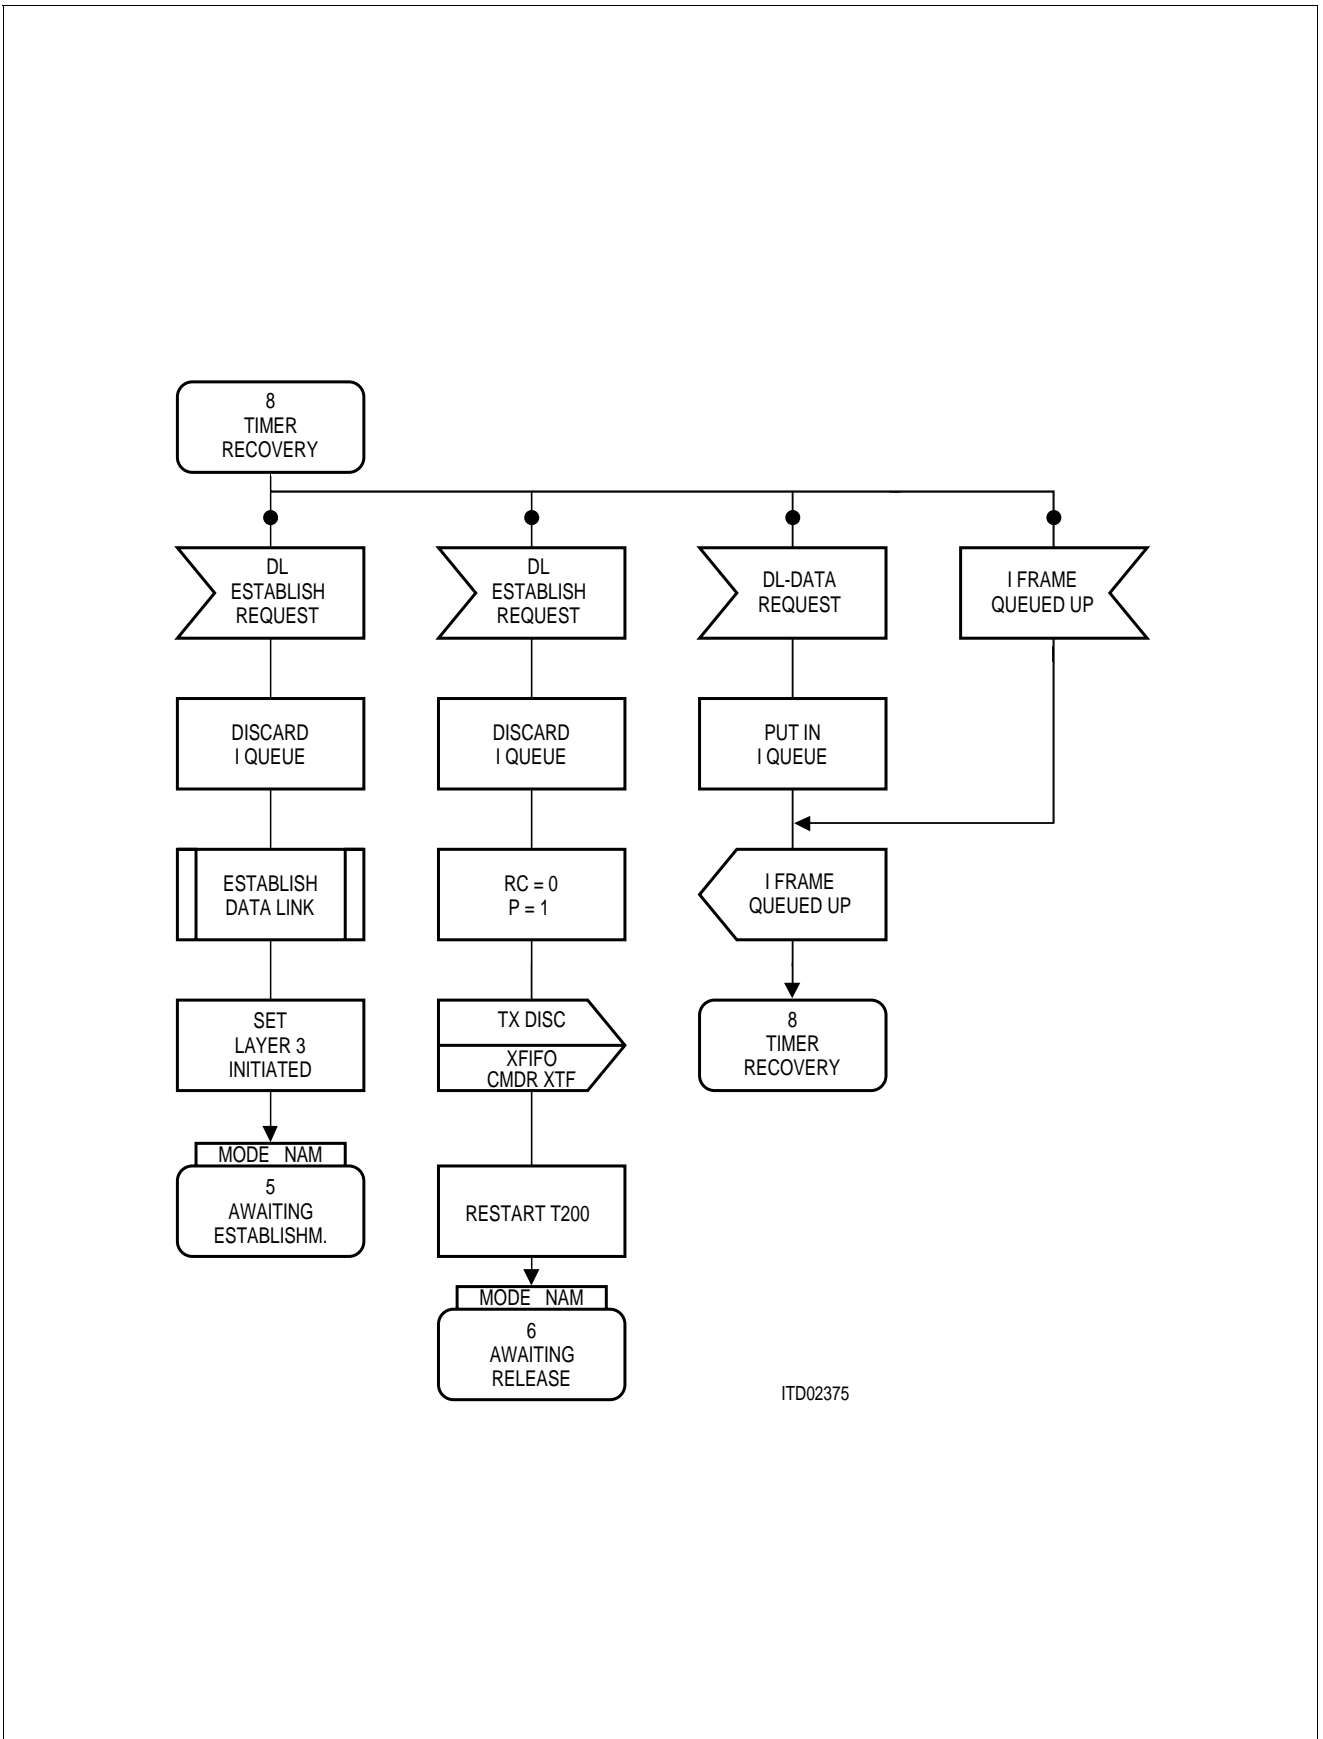 8
TIMER
RECOVERY
DL
ESTABLISH
REQUEST
DL
ESTABLISH
REQUEST
DL-DATA
REQUEST
I FRAME
QUEUED UP
DISCARD
I QUEUE
DISCARD
I QUEUE
PUT IN
I QUEUE
ESTABLISH
DATA LINK
RC = 0
P = 1
I FRAME
QUEUED UP
SET
LAYER 3
INITIATED
TX DISC
XFIFO
CMDR XTF
8
TIMER
RECOVERY
MODE NAM
5
AWAITING
ESTABLISHM.
RESTART T200
MODE NAM
6
AWAITING
RELEASE
ITD02375